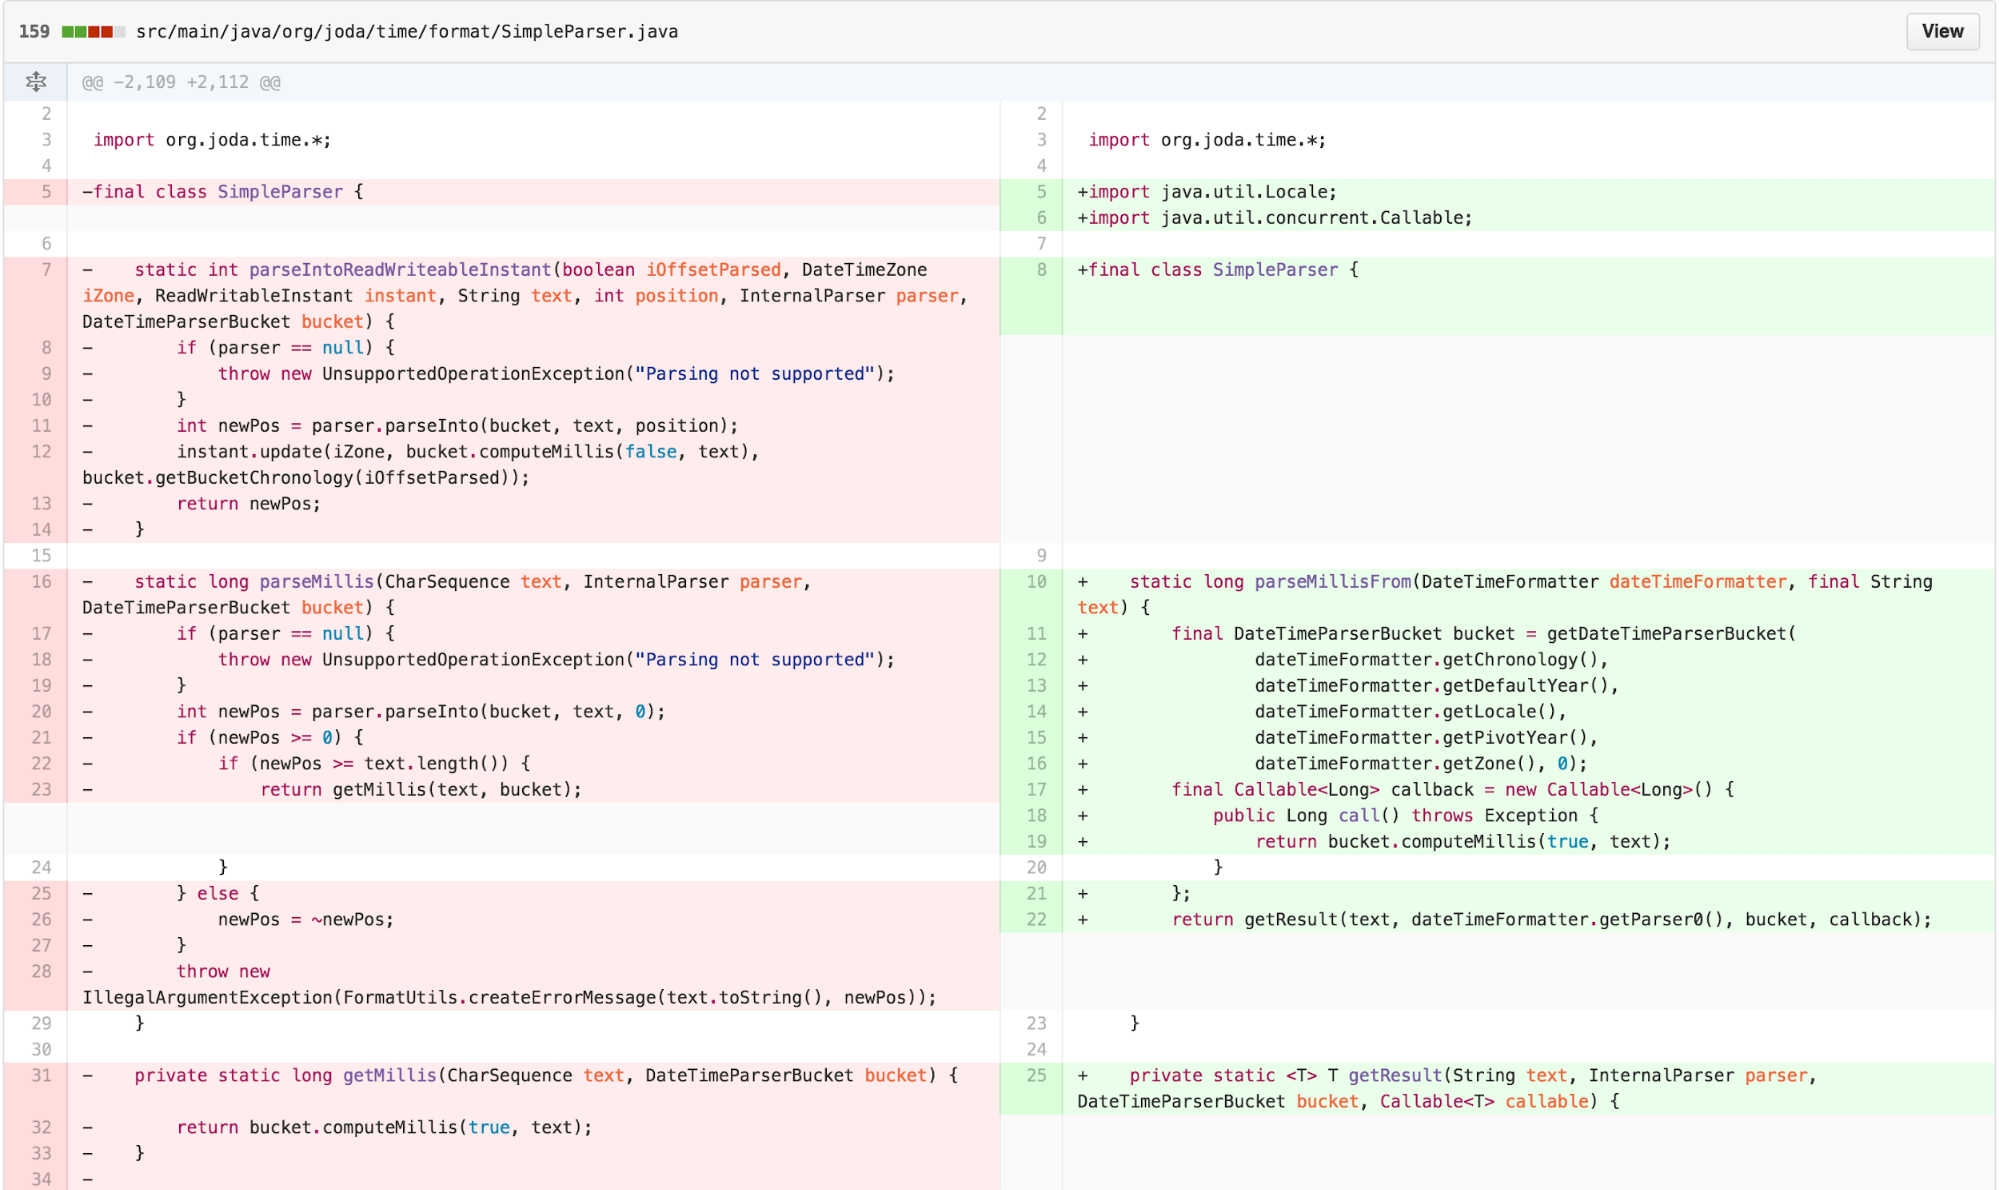 159 src/main/java/org/joda/time/format/SimpleParser.java View
@@ -2,109 +2,112 @@
2
3 import org.joda.time.*;
4
5 -final class SimpleParser {
6
7 - static int parseIntoReadWriteableInstant(boolean iOffsetParsed, DateTimeZone
iZone, ReadWritableInstant instant, String text, int position, InternalParser parser,
DateTimeParserBucket bucket) {
8 - if (parser == null) {
9 - throw new UnsupportedOperationException("Parsing not supported");
10 - }
11 - int newPos = parser.parseInto(bucket, text, position);
12 - instant.update(iZone, bucket.computeMillis(false, text),
bucket.getBucketChronology(iOffsetParsed));
13 - return newPos;
14 - }
15
16 - static long parseMillis(CharSequence text, InternalParser parser,
DateTimeParserBucket bucket) {
17 - if (parser == null) {
18 - throw new UnsupportedOperationException("Parsing not supported");
19 - }
20 - int newPos = parser.parseInto(bucket, text, 0);
21 - if (newPos >= 0) {
22 - if (newPos >= text.length()) {
23 - return getMillis(text, bucket);
24 }
25 - } else {
26 - newPos = ~newPos;
27 - }
28 - throw new
IllegalArgumentException(FormatUtils.createErrorMessage(text.toString(), newPos));
29 }
30
31 - private static long getMillis(CharSequence text, DateTimeParserBucket bucket) {
32 - return bucket.computeMillis(true, text);
33 - }
34 -
2
3 import org.joda.time.*;
4
5 +import java.util.Locale;
6 +import java.util.concurrent.Callable;
7
8 +final class SimpleParser {
9
10 + static long parseMillisFrom(DateTimeFormatter dateTimeFormatter, final String
text) {
11 + final DateTimeParserBucket bucket = getDateTimeParserBucket(
12 + dateTimeFormatter.getChronology(),
13 + dateTimeFormatter.getDefaultYear(),
14 + dateTimeFormatter.getLocale(),
15 + dateTimeFormatter.getPivotYear(),
16 + dateTimeFormatter.getZone(), 0);
17 + final Callable<Long> callback = new Callable<Long>() {
18 + public Long call() throws Exception {
19 + return bucket.computeMillis(true, text);
20 }
21 + };
22 + return getResult(text, dateTimeFormatter.getParser0(), bucket, callback);
23 }
24
25 + private static <T> T getResult(String text, InternalParser parser,
DateTimeParserBucket bucket, Callable<T> callable) {